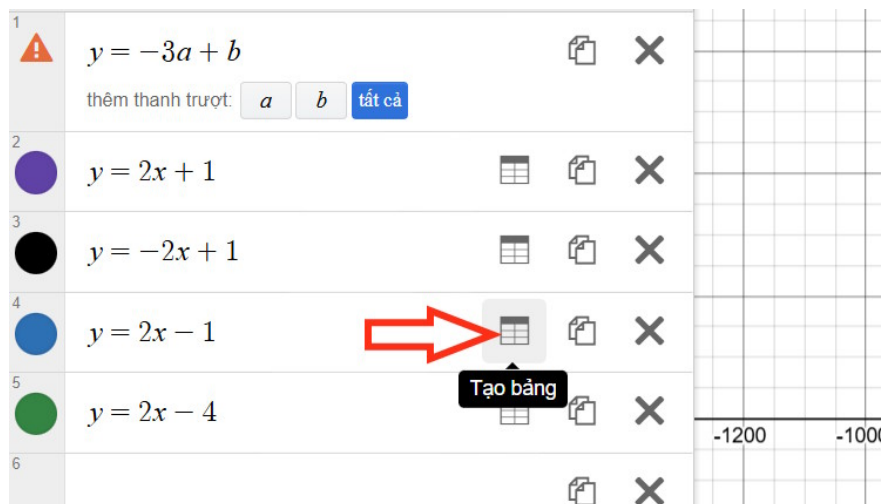 1
y = −3a + b
thêm thanh trượt: a b tất cả
2
y = 2x + 1
3
y = −2x + 1
4
y = 2x − 1
Tạo bảng
5
y = 2x − 4
-1200 -1000
6